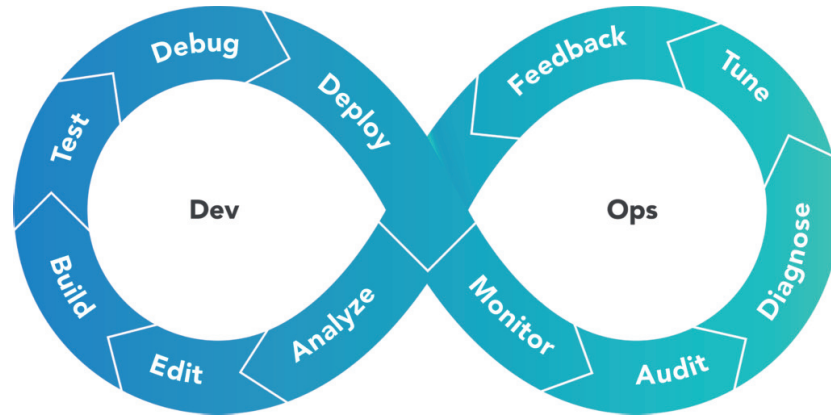 Debug
Deploy
Test
Dev
Build
Edit
Analyze
Feedback
Tune
Ops
Diagnose
Monitor
Audit